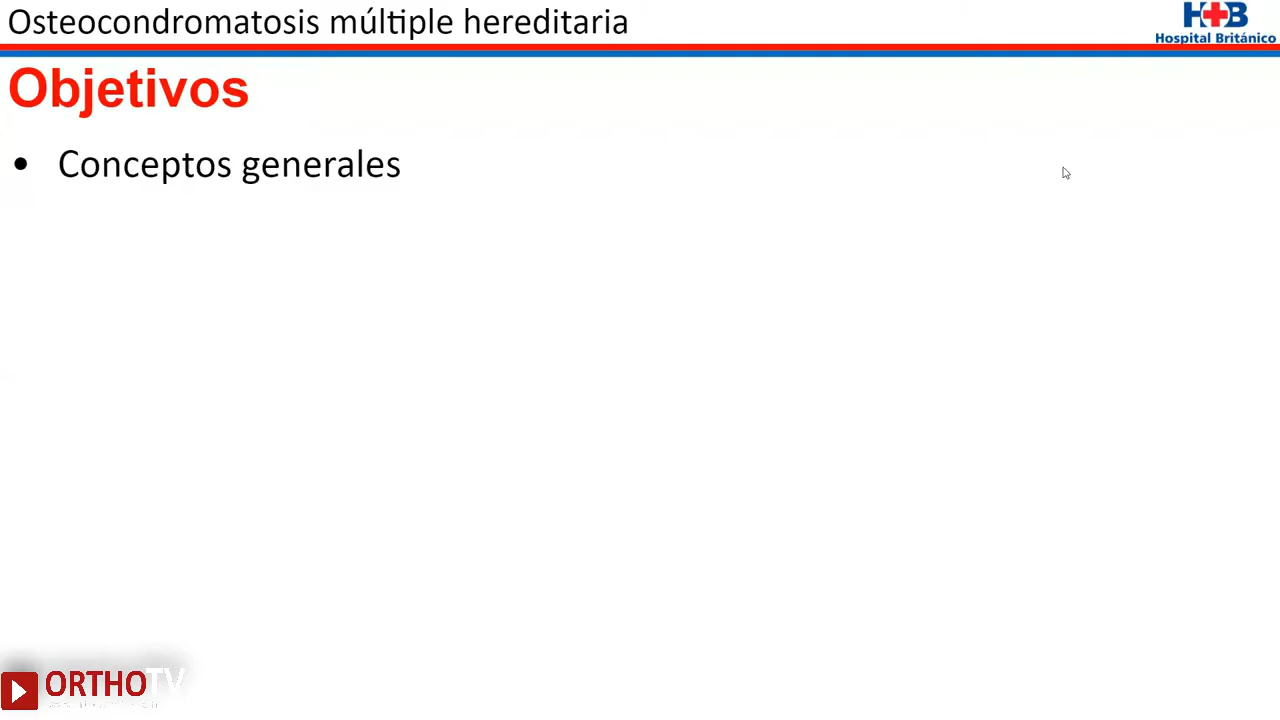 Osteocondromatosis múltiple hereditaria
H+B
Hospital Británico
Objetivos
• Conceptos generales
ORTHOTV